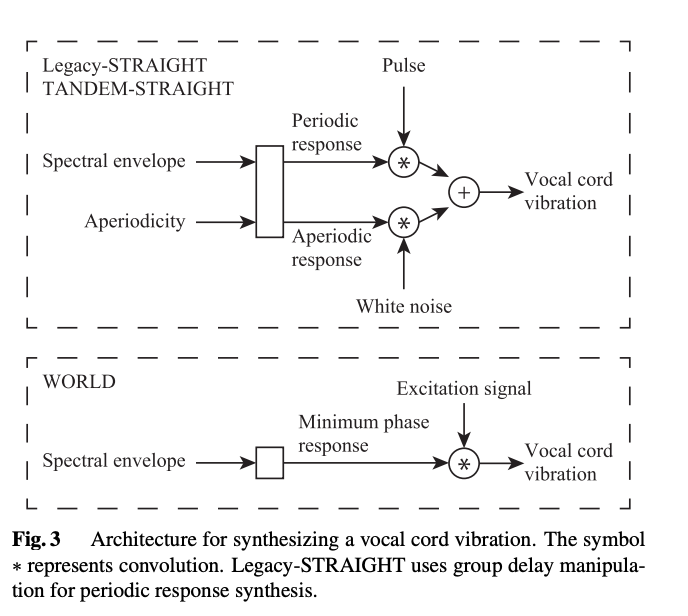 Legacy-STRAIGHT
TANDEM-STRAIGHT
Pulse
Periodic
response
Spectral envelope
*
+
Vocal cord
vibration
Aperiodicity
*
Aperiodic
response
White noise
WORLD
Excitation signal
Minimum phase
response
Spectral envelope
*
Vocal cord
vibration
Fig. 3 Architecture for synthesizing a vocal cord vibration. The symbol
* represents convolution. Legacy-STRAIGHT uses group delay manipula-
tion for periodic response synthesis.